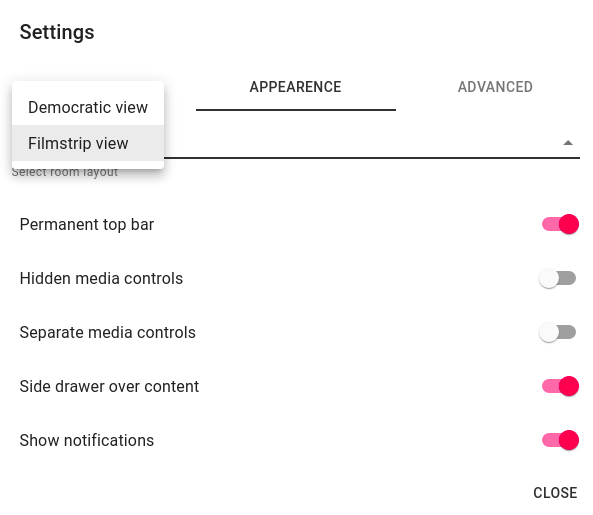 Settings
APPEARENCE
ADVANCED
Democratic view
Filmstrip view
Select room layout
Permanent top bar
Hidden media controls
Separate media controls
Side drawer over content
Show notifications
CLOSE